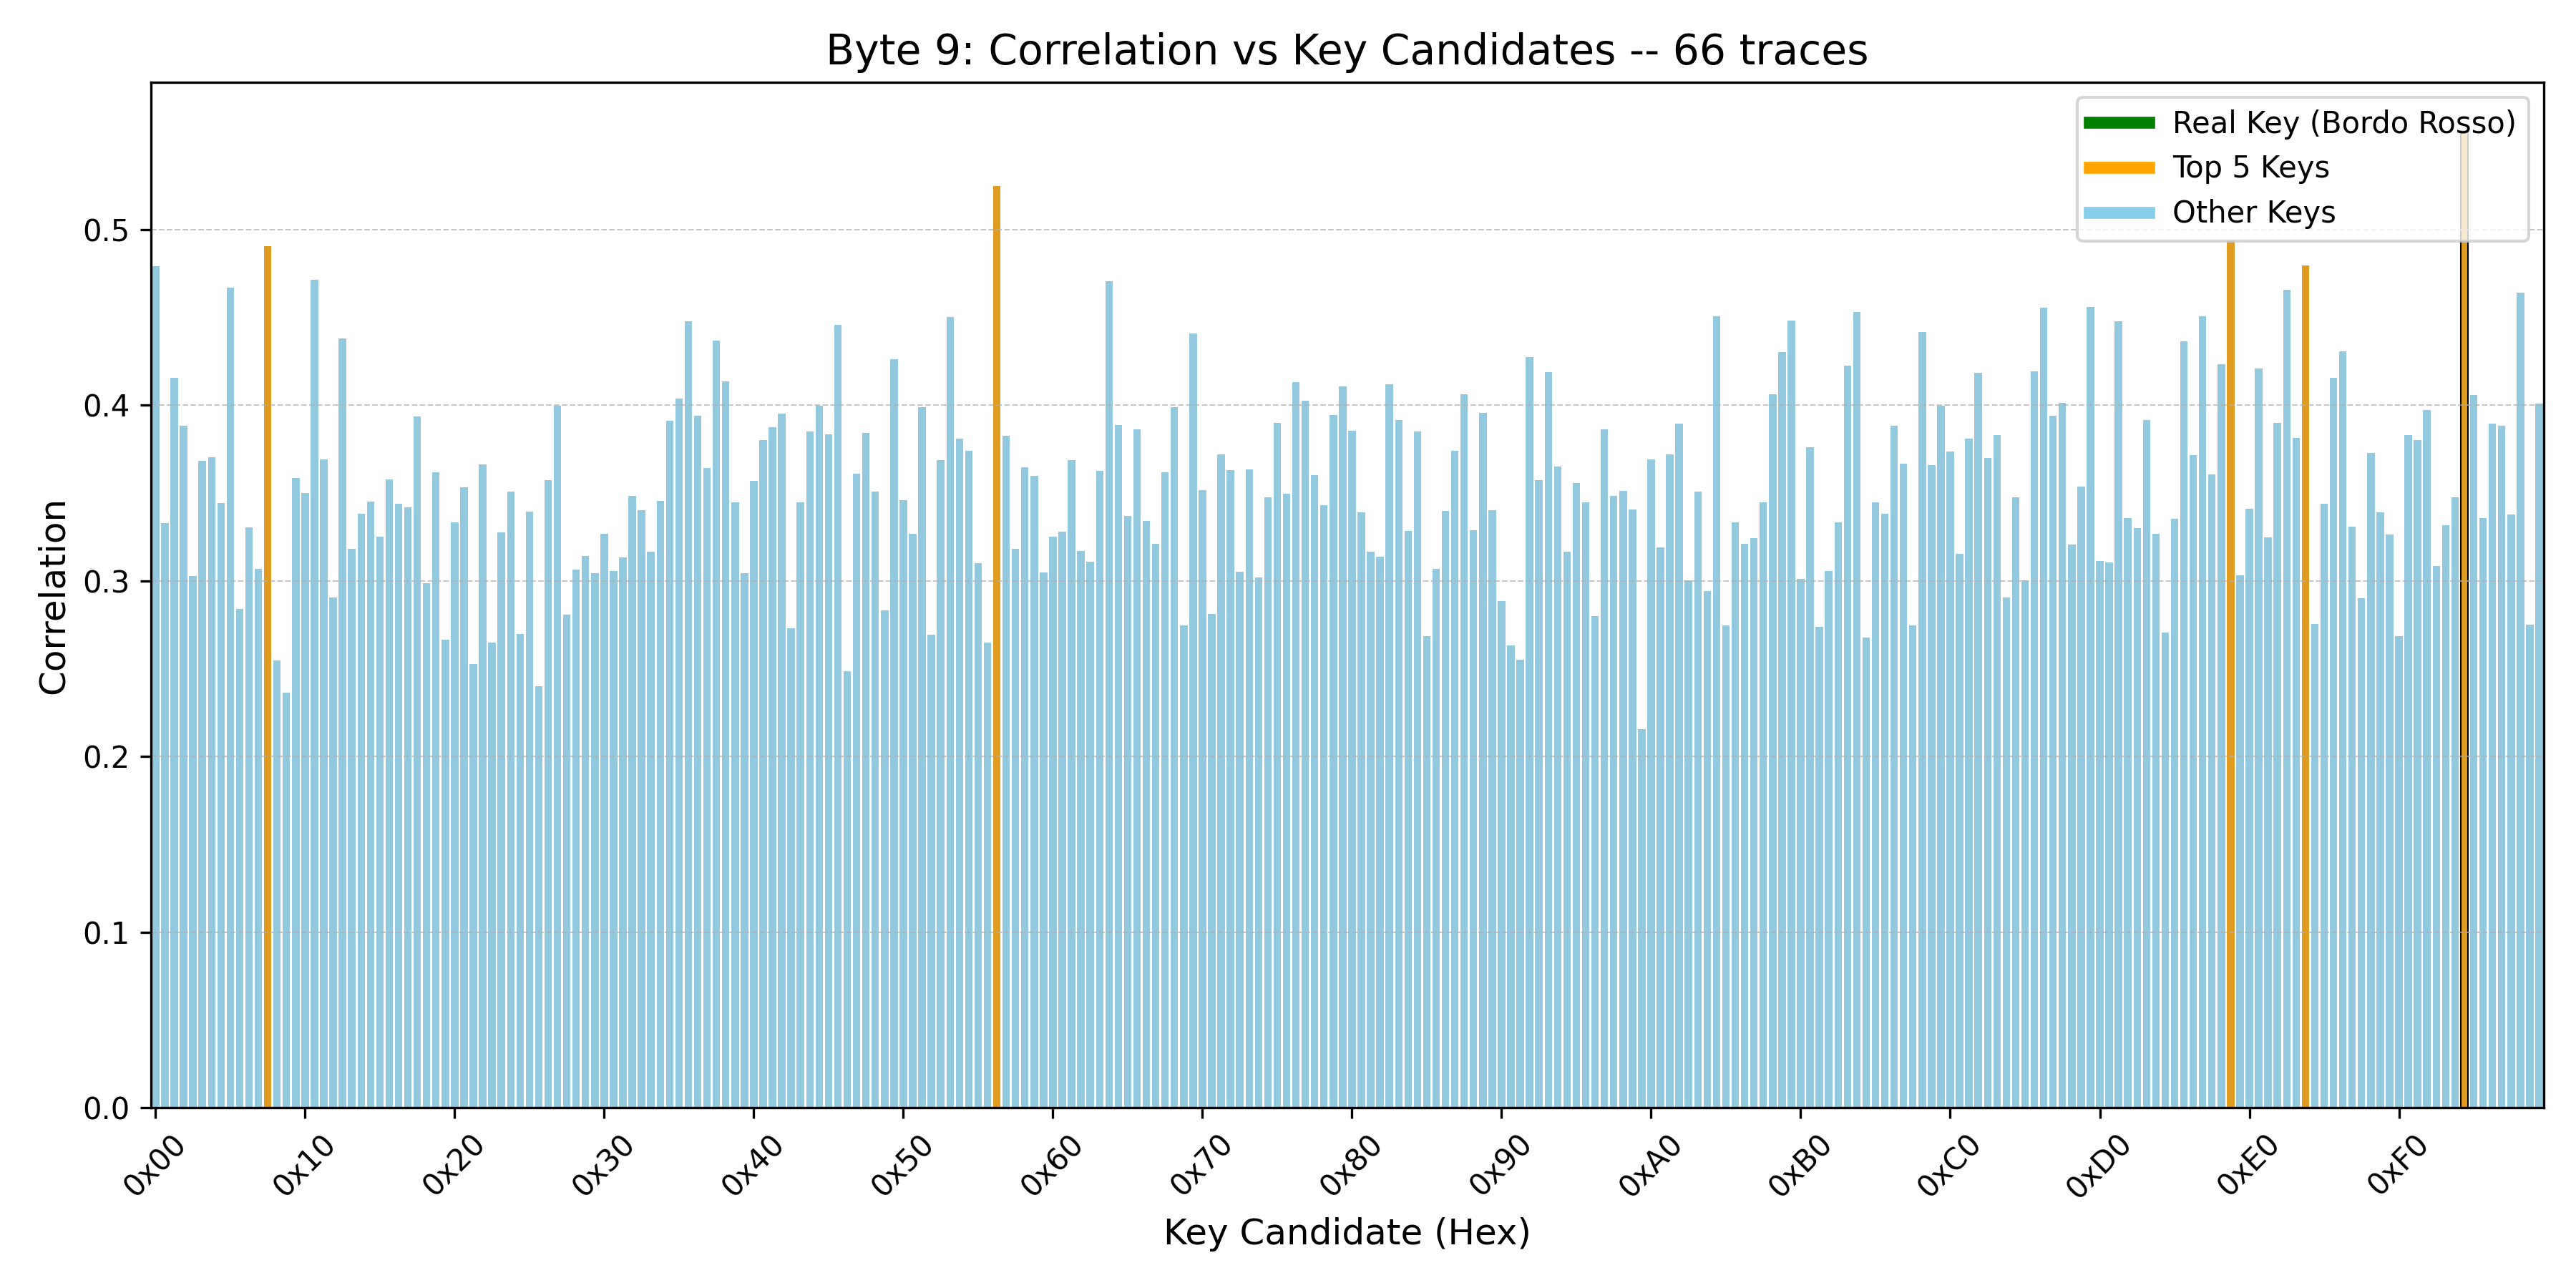 Byte 9: Correlation vs Key Candidates -- 66 traces
Real Key (Bordo Rosso)
Top 5 Keys
Other Keys
Correlation
0.5
0.4
0.3
0.2
0.1
0.0
0x00 0x10 0x20 0x30 0x40 0x50 0x60 0x70 0x80 0x90 0xA0 0xB0 0xC0 0xD0 0xE0 0xF0
Key Candidate (Hex)